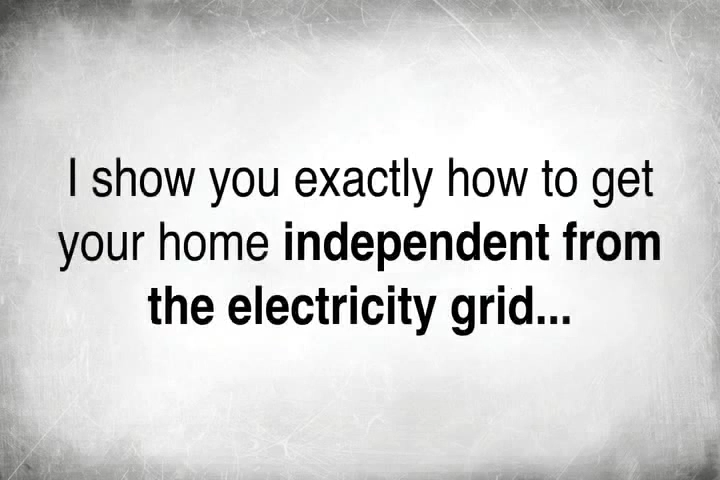 I show you exactly how to get
your home independent from
the electricity grid...